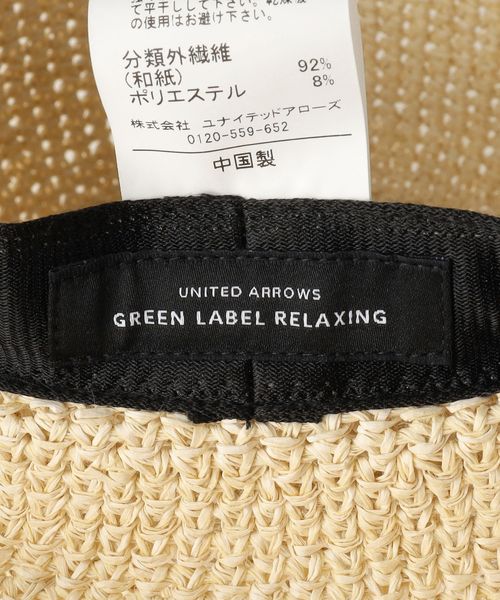 て平干しして下さい。乾燥機
の使用はお避け下さい。
分類外繊維 92%
(和紙)
ポリエステル 8%
株式会社 ユナイテッドアローズ
0120-559-652
中国製
UNITED ARROWS
GREEN LABEL RELAXING